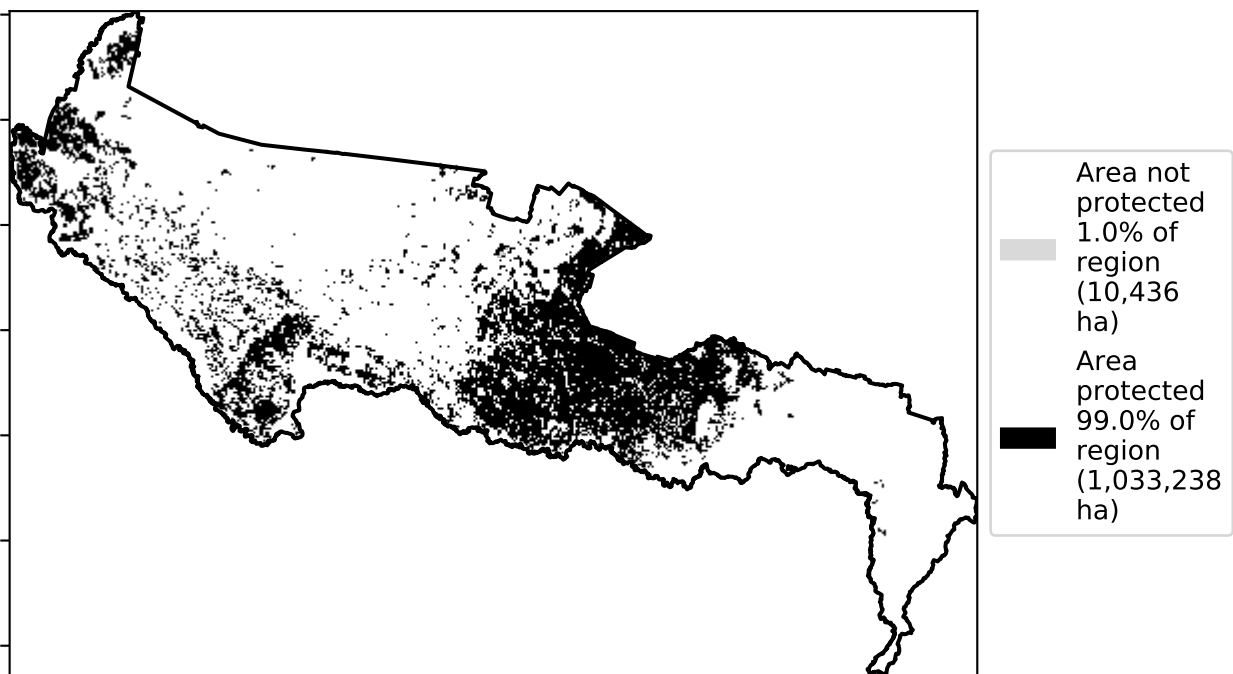 Area not
protected
1.0% of
region
(10,436
ha)
Area
protected
99.0% of
region
(1,033,238
ha)